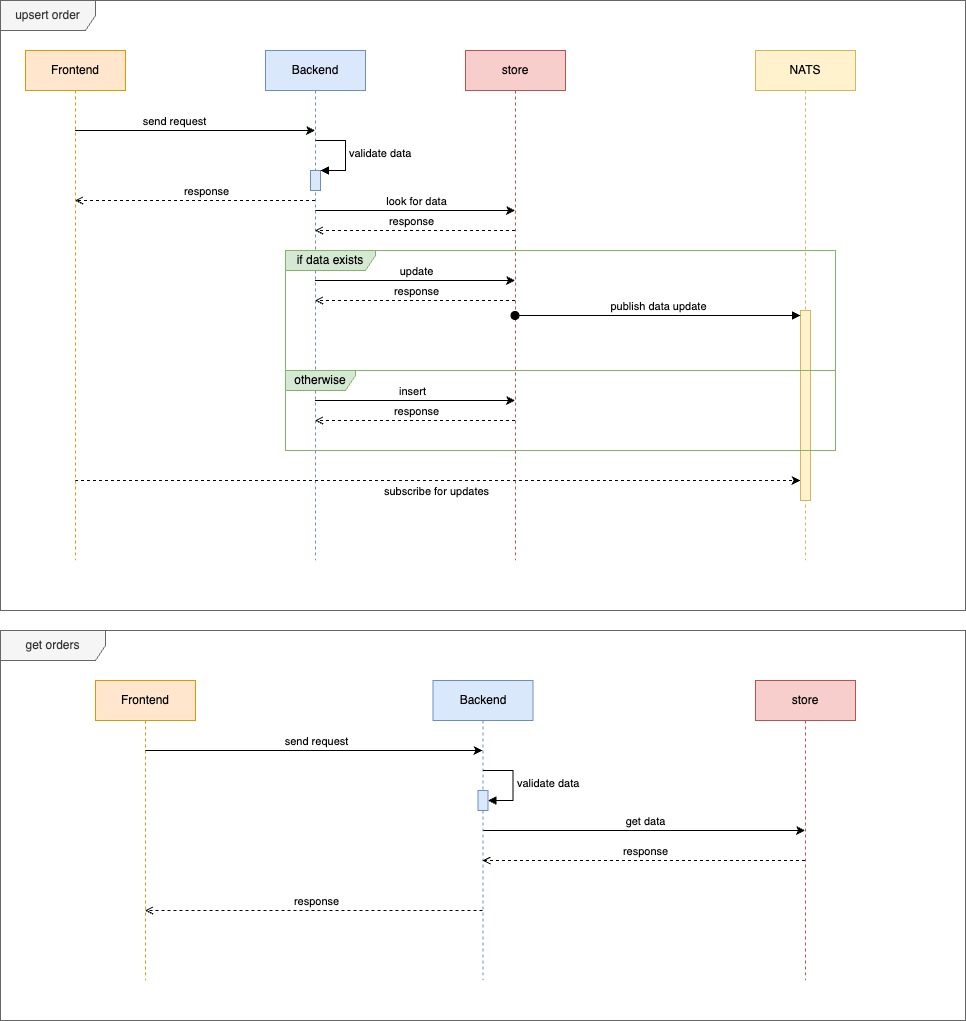 upsert order
Frontend
Backend
store
NATS
send request
validate data
response
look for data
response
if data exists
update
response
publish data update
otherwise
insert
response
subscribe for updates
get orders
Frontend
Backend
store
send request
validate data
get data
response
response